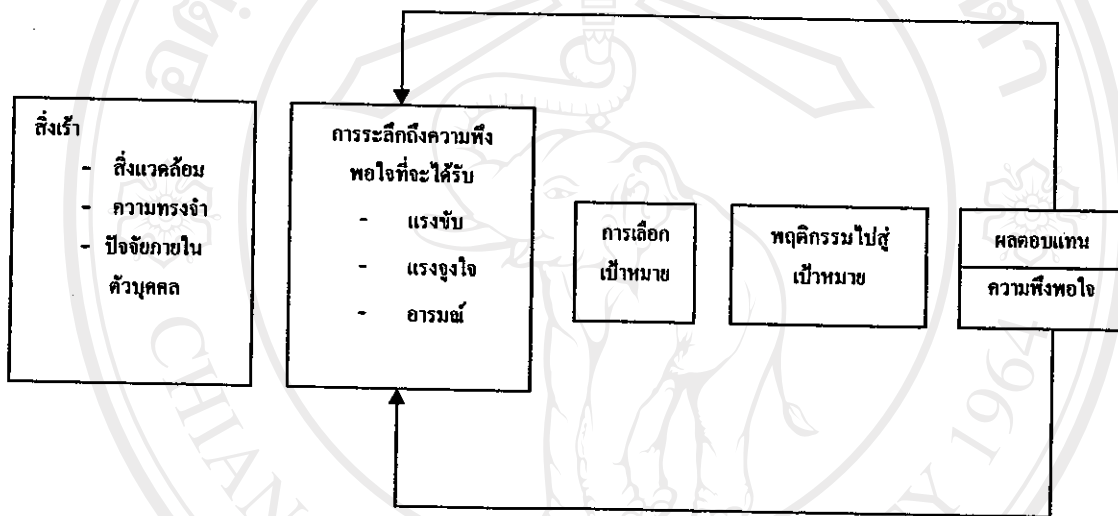 สิ่งเร้า
- สิ่งแวดล้อม
- ความทรงจำ
- ปัจจัยภายใน
ตัวบุคคล
การระลึกถึงความพึง
พอใจที่จะได้รับ
- แรงขับ
- แรงจูงใจ
- อารมณ์
การเลือก
เป้าหมาย
พฤติกรรมไปสู่
เป้าหมาย
ผลตอบแทน
ความพึงพอใจ